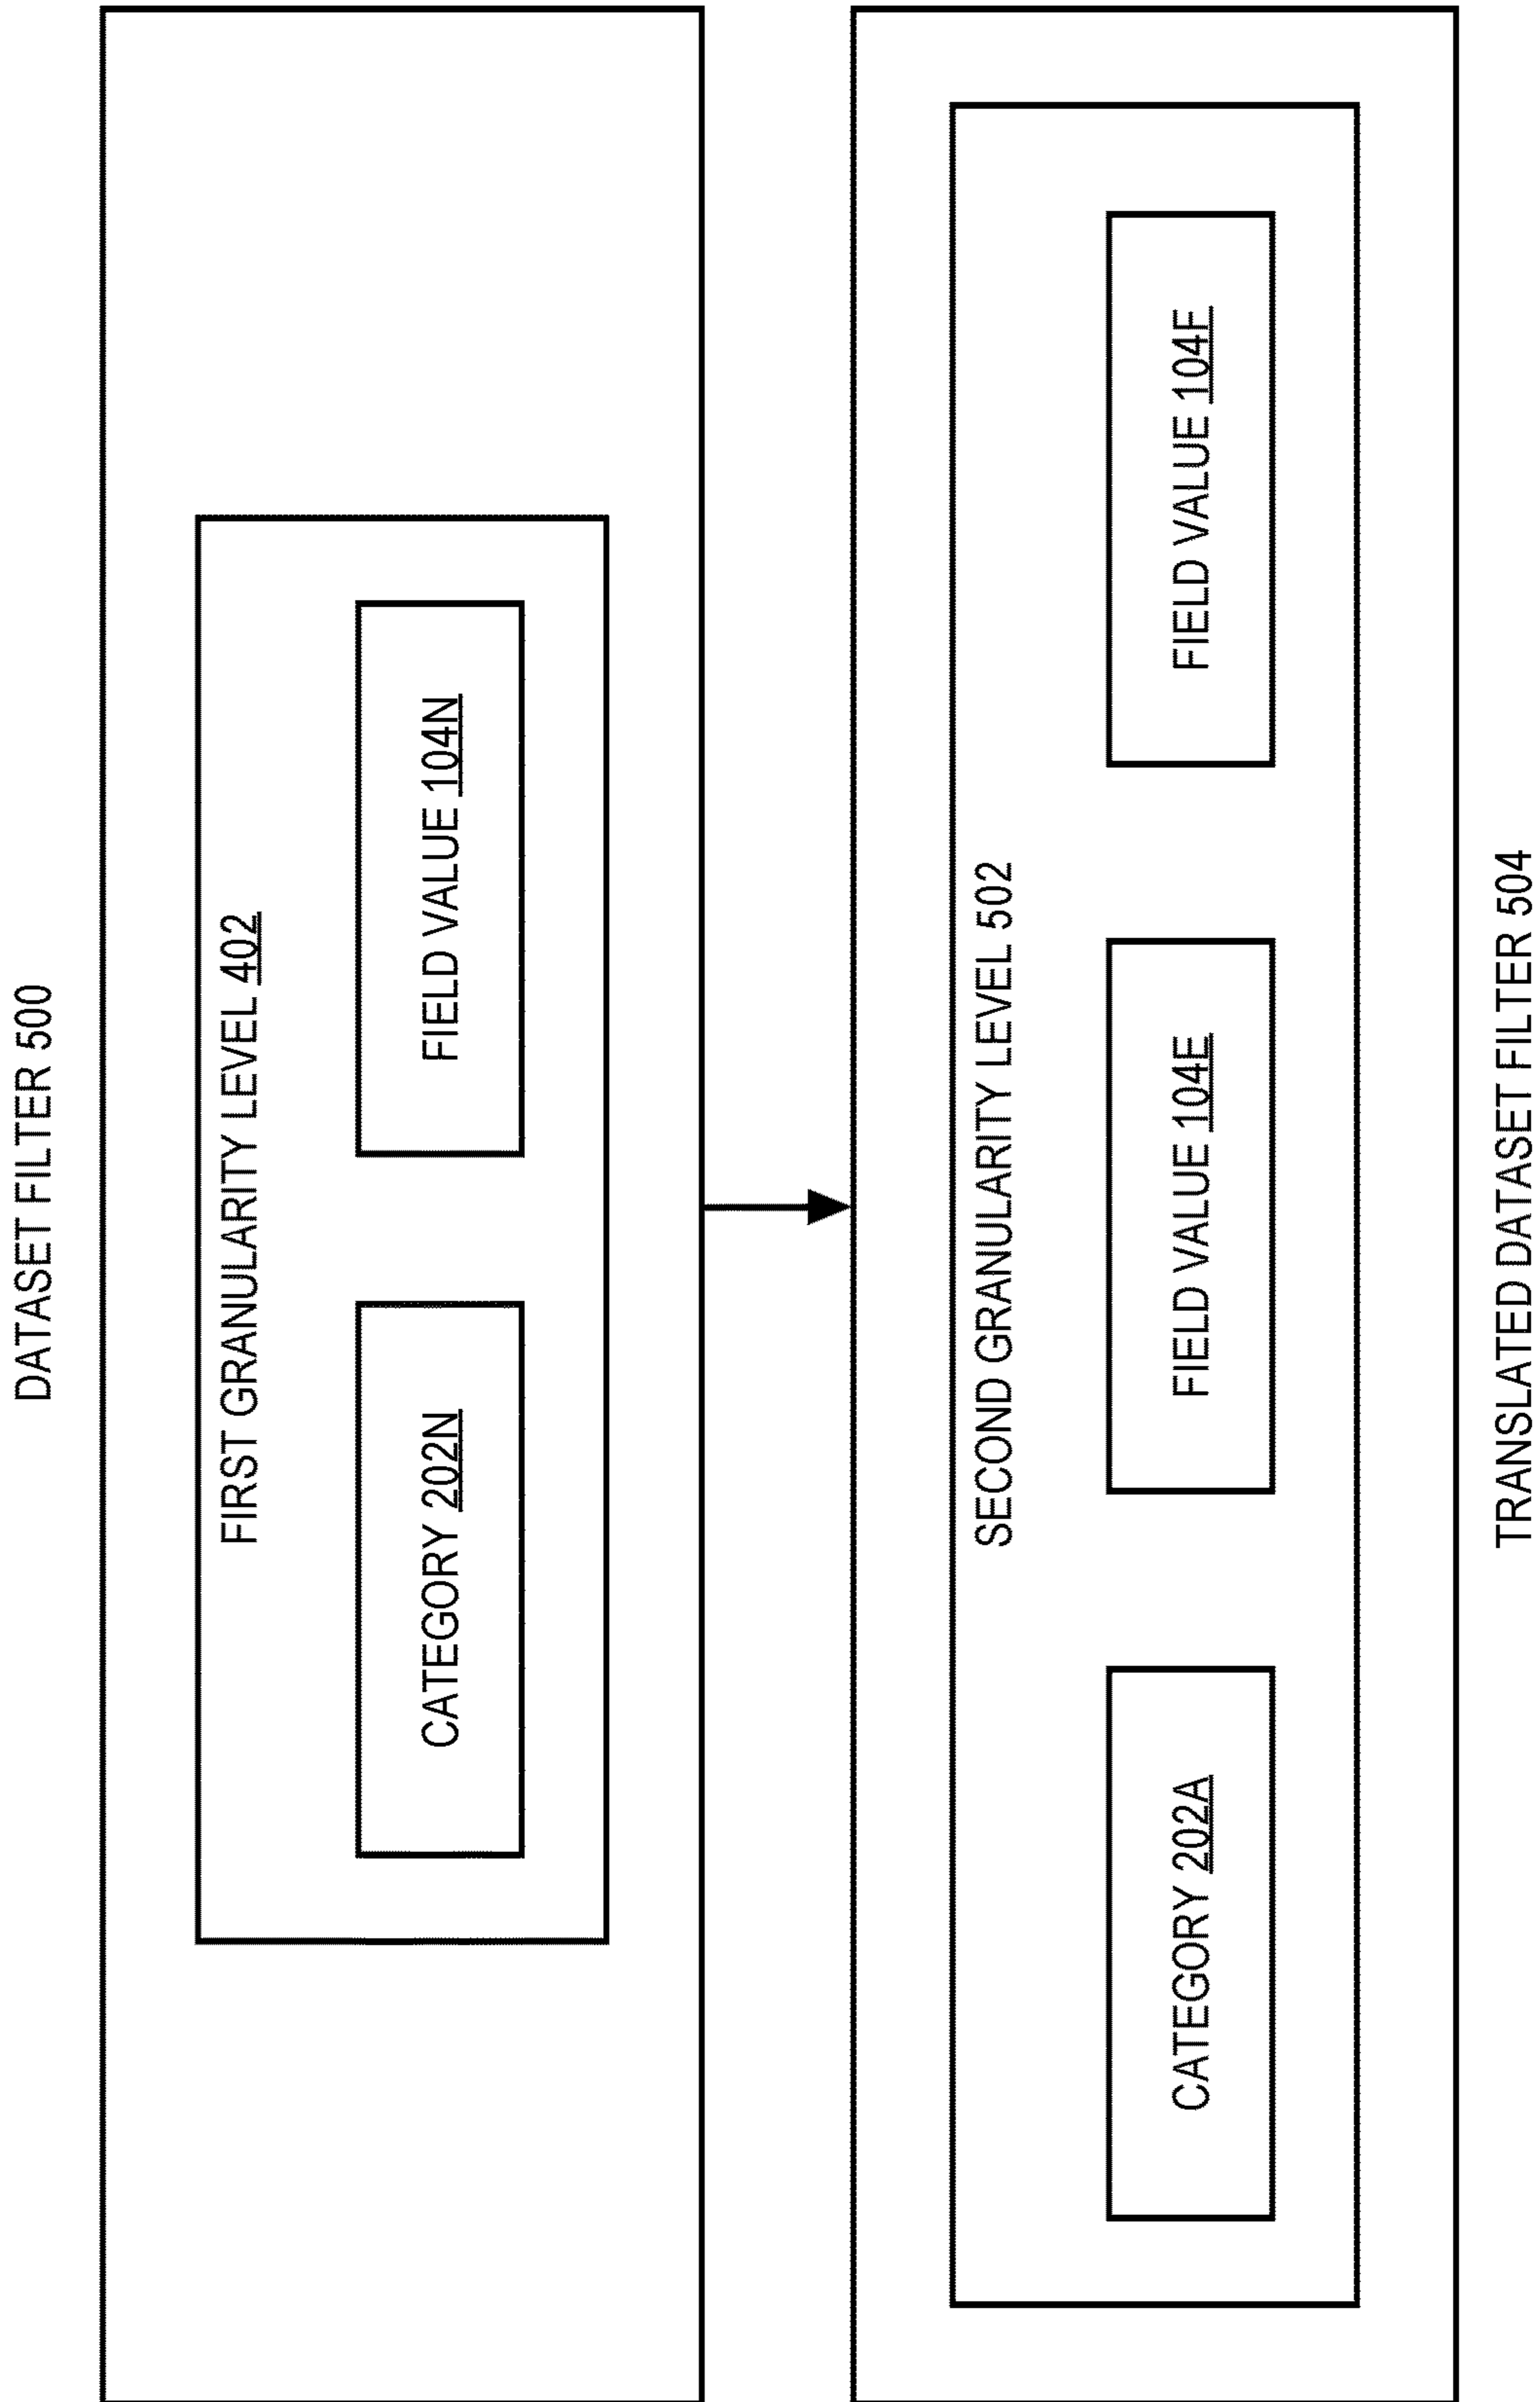 DATASET FILTER 500
FIRST GRANULARITY LEVEL 402
CATEGORY 202N
FIELD VALUE 104N
SECOND GRANULARITY LEVEL 502
CATEGORY 202A
FIELD VALUE 104E
FIELD VALUE 104F
TRANSLATED DATASET FILTER 504